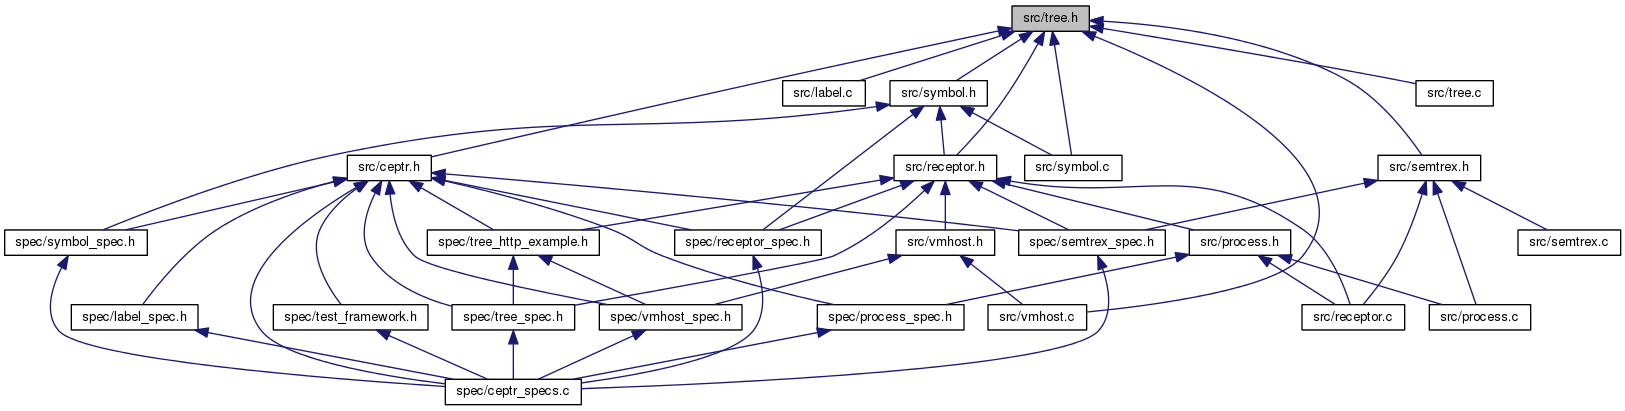 src/tree.h
src/label.c
src/symbol.h
src/tree.c
src/ceptr.h
src/receptor.h
src/symbol.c
src/semtrex.h
spec/symbol_spec.h
spec/tree_http_example.h
spec/receptor_spec.h
src/vmhost.h
spec/semtrex_spec.h
src/process.h
src/semtrex.c
spec/label_spec.h
spec/test_framework.h
spec/tree_spec.h
spec/vmhost_spec.h
spec/process_spec.h
src/vmhost.c
src/receptor.c
src/process.c
spec/ceptr_specs.c